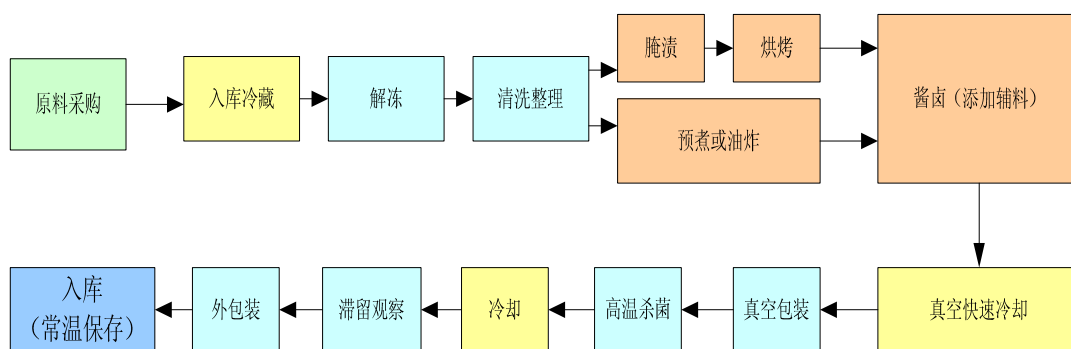 原料采购
入库冷藏
解冻
清洗整理
腌渍
烘烤
预煮或油炸
酱卤（添加辅料）
真空快速冷却
真空包装
高温杀菌
冷却
滞留观察
外包装
入库
（常温保存）